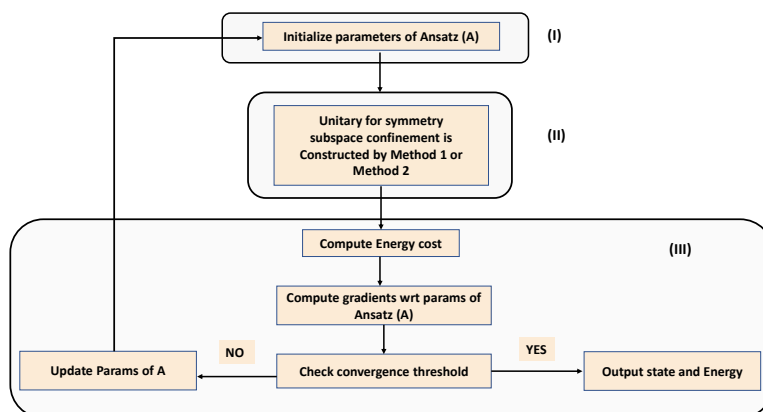 Initialize parameters of Ansatz (A)
(I)
Unitary for symmetry
subspace confinement is
Constructed by Method 1 or
Method 2
(II)
Compute Energy cost
(III)
Compute gradients wrt params of
Ansatz (A)
NO
YES
Update Params of A
Check convergence threshold
Output state and Energy